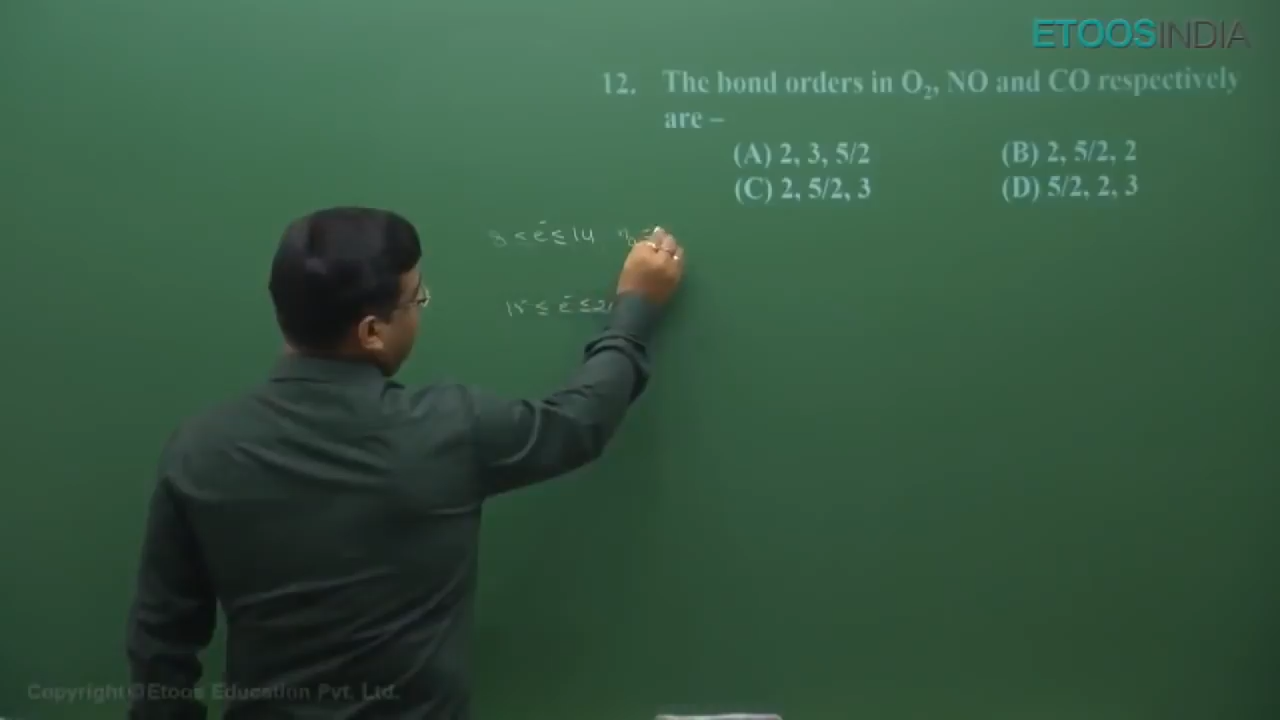 ETOOSINDIA
12. The bond orders in O₂, NO and CO respectively
are –
(A) 2, 3, 5/2 (B) 2, 5/2, 2
(C) 2, 5/2, 3 (D) 5/2, 2, 3
8 < e⁻ ≤ 14
15 ≤ e⁻ ≤
Copyright © Etoos Education Pvt. Ltd.